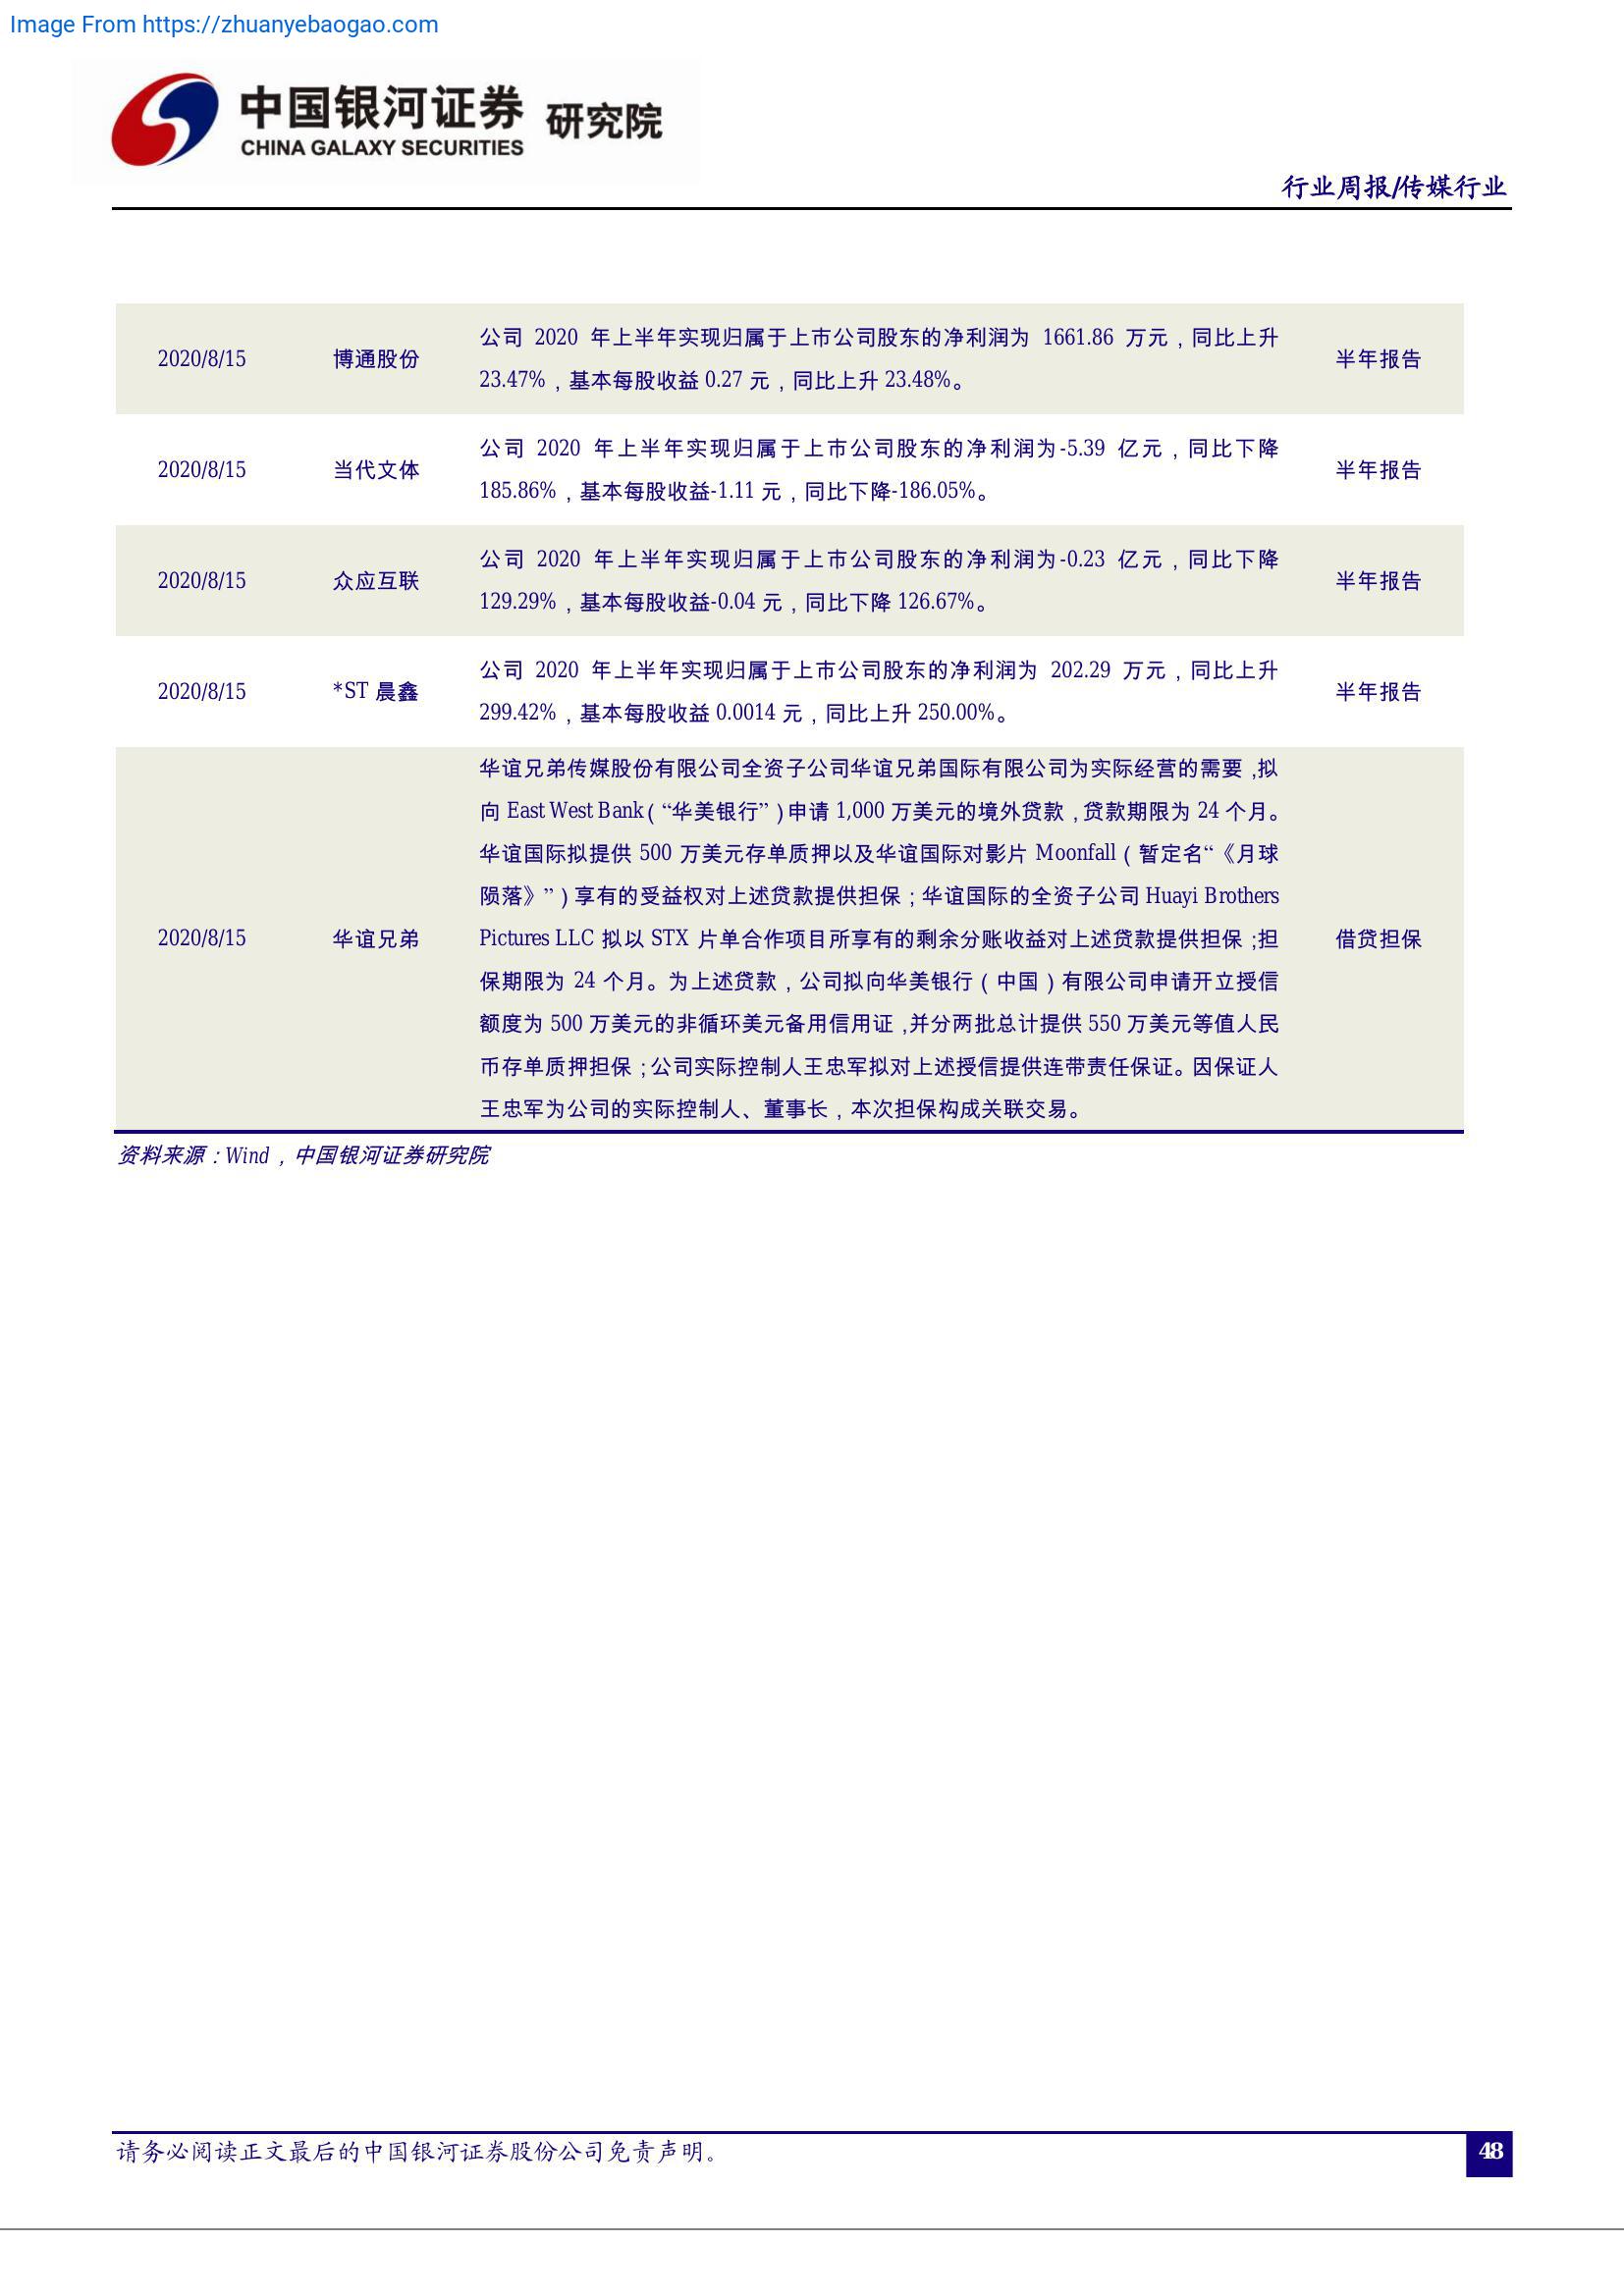 Image From https://zhuanyebaogao.com
中国银河证券 研究院
CHINA GALAXY SECURITIES
行业周报/传媒行业
公司 2020 年上半年实现归属于上市公司股东的净利润为 1661.86 万元，同比上升
2020/8/15 博通股份 半年报告
23.47%，基本每股收益 0.27 元，同比上升 23.48%。
公司 2020 年上半年实现归属于上市公司股东的净利润为-5.39 亿元，同比下降
2020/8/15 当代文体 半年报告
185.86%，基本每股收益-1.11 元，同比下降-186.05%。
公司 2020 年上半年实现归属于上市公司股东的净利润为-0.23 亿元，同比下降
2020/8/15 众应互联 半年报告
129.29%，基本每股收益-0.04 元，同比下降 126.67%。
公司 2020 年上半年实现归属于上市公司股东的净利润为 202.29 万元，同比上升
2020/8/15 *ST 晨鑫 半年报告
299.42%，基本每股收益 0.0014 元，同比上升 250.00%。
华谊兄弟传媒股份有限公司全资子公司华谊兄弟国际有限公司为实际经营的需要，拟
向 East West Bank（“华美银行”）申请 1,000 万美元的境外贷款，贷款期限为 24 个月。
华谊国际拟提供 500 万美元存单质押以及华谊国际对影片 Moonfall（暂定名“《月球
陨落》”）享有的受益权对上述贷款提供担保；华谊国际的全资子公司 Huayi Brothers
2020/8/15 华谊兄弟 Pictures LLC 拟以 STX 片单合作项目所享有的剩余分账收益对上述贷款提供担保；担 借贷担保
保期限为 24 个月。为上述贷款，公司拟向华美银行（中国）有限公司申请开立授信
额度为 500 万美元的非循环美元备用信用证，并分两批总计提供 550 万美元等值人民
币存单质押担保；公司实际控制人王忠军拟对上述授信提供连带责任保证。因保证人
王忠军为公司的实际控制人、董事长，本次担保构成关联交易。
资料来源：Wind，中国银河证券研究院
请务必阅读正文最后的中国银河证券股份公司免责声明。
48